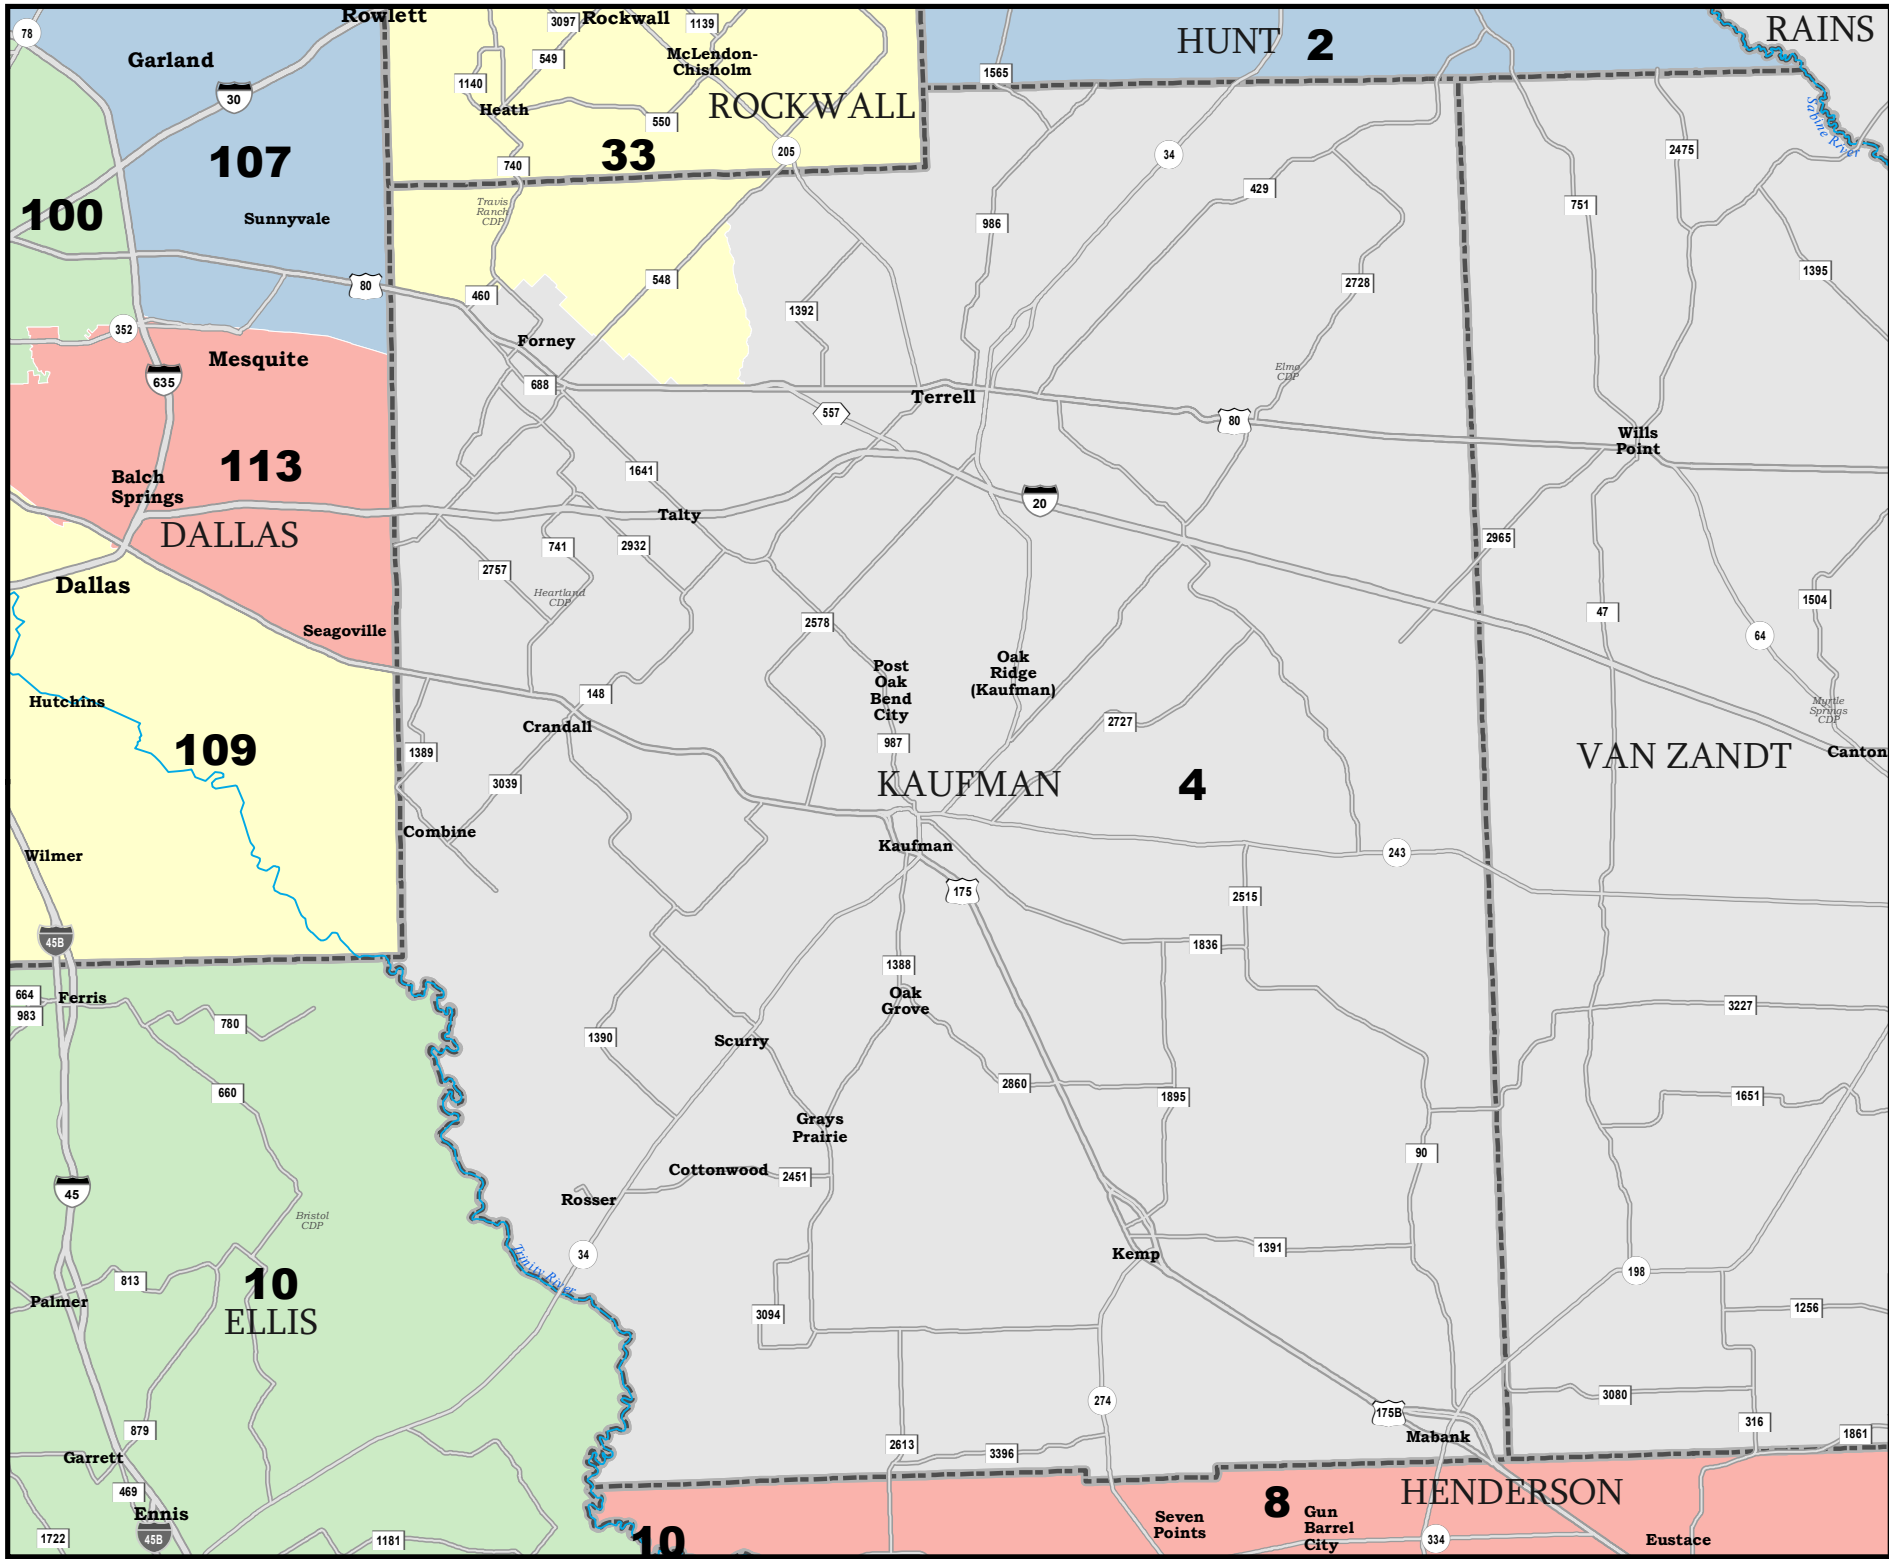 Rowlett
78
Garland
30
107
100
Sunnyvale
80
352
Mesquite
635
113
Balch
Springs
DALLAS
Dallas
Seagoville
Hutchins
109
Wilmer
45B
3097
Rockwall
1139
549
McLendon-
Chisholm
1140
Heath
ROCKWALL
550
33
205
740
Travis
Ranch
CDP
548
460
Forney
688
HUNT 2
RAINS
1565
Sabine River
34
2475
429
751
986
1395
2728
1392
Elmo
CDP
Terrell
557
80
Wills
Point
1641
20
Talty
2965
741
2932
2757
Heartland
CDP
1504
47
2578
64
Post
Oak
Bend
City
Oak
Ridge
(Kaufman)
148
Crandall
2727
Myrtle
Springs
CDP
987
1389
VAN ZANDT
Canton
3039
KAUFMAN
4
Combine
Kaufman
243
175
2515
1836
1388
Oak
Grove
664
Ferris
983
780
3227
1390
Scurry
660
2860
1895
1651
Grays
Prairie
90
Cottonwood
2451
45
Rosser
Bristol
CDP
34
Trinity River
Kemp
1391
198
813
10
ELLIS
Palmer
3094
1256
274
3080
175B
316
Mabank
1861
879
Garrett
2613
3396
469
HENDERSON
Ennis
45B
8
Seven
Points
Gun
Barrel
City
334
Eustace
1722
1181
10